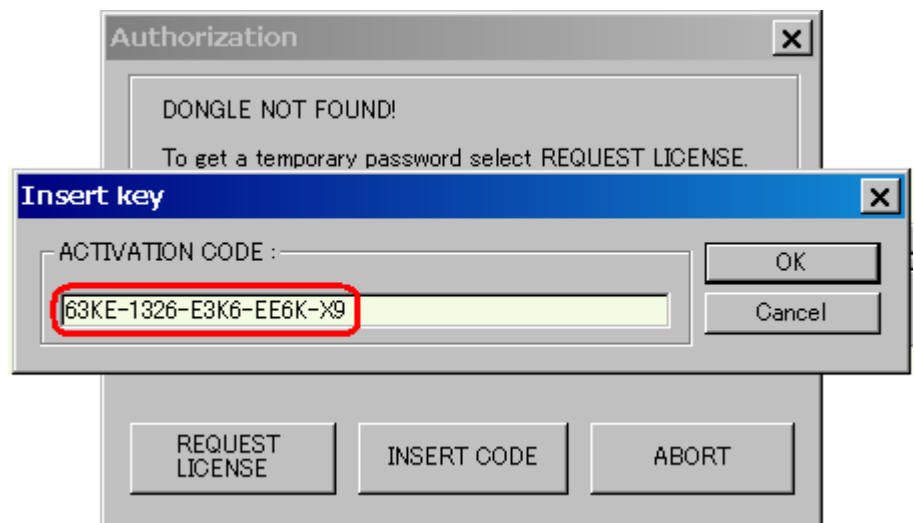 Authorization
DONGLE NOT FOUND!
To get a temporary password select REQUEST LICENSE.
Insert key
ACTIVATION CODE :
63KE-1326-E3K6-EE6K-X9
OK
Cancel
REQUEST
LICENSE
INSERT CODE
ABORT